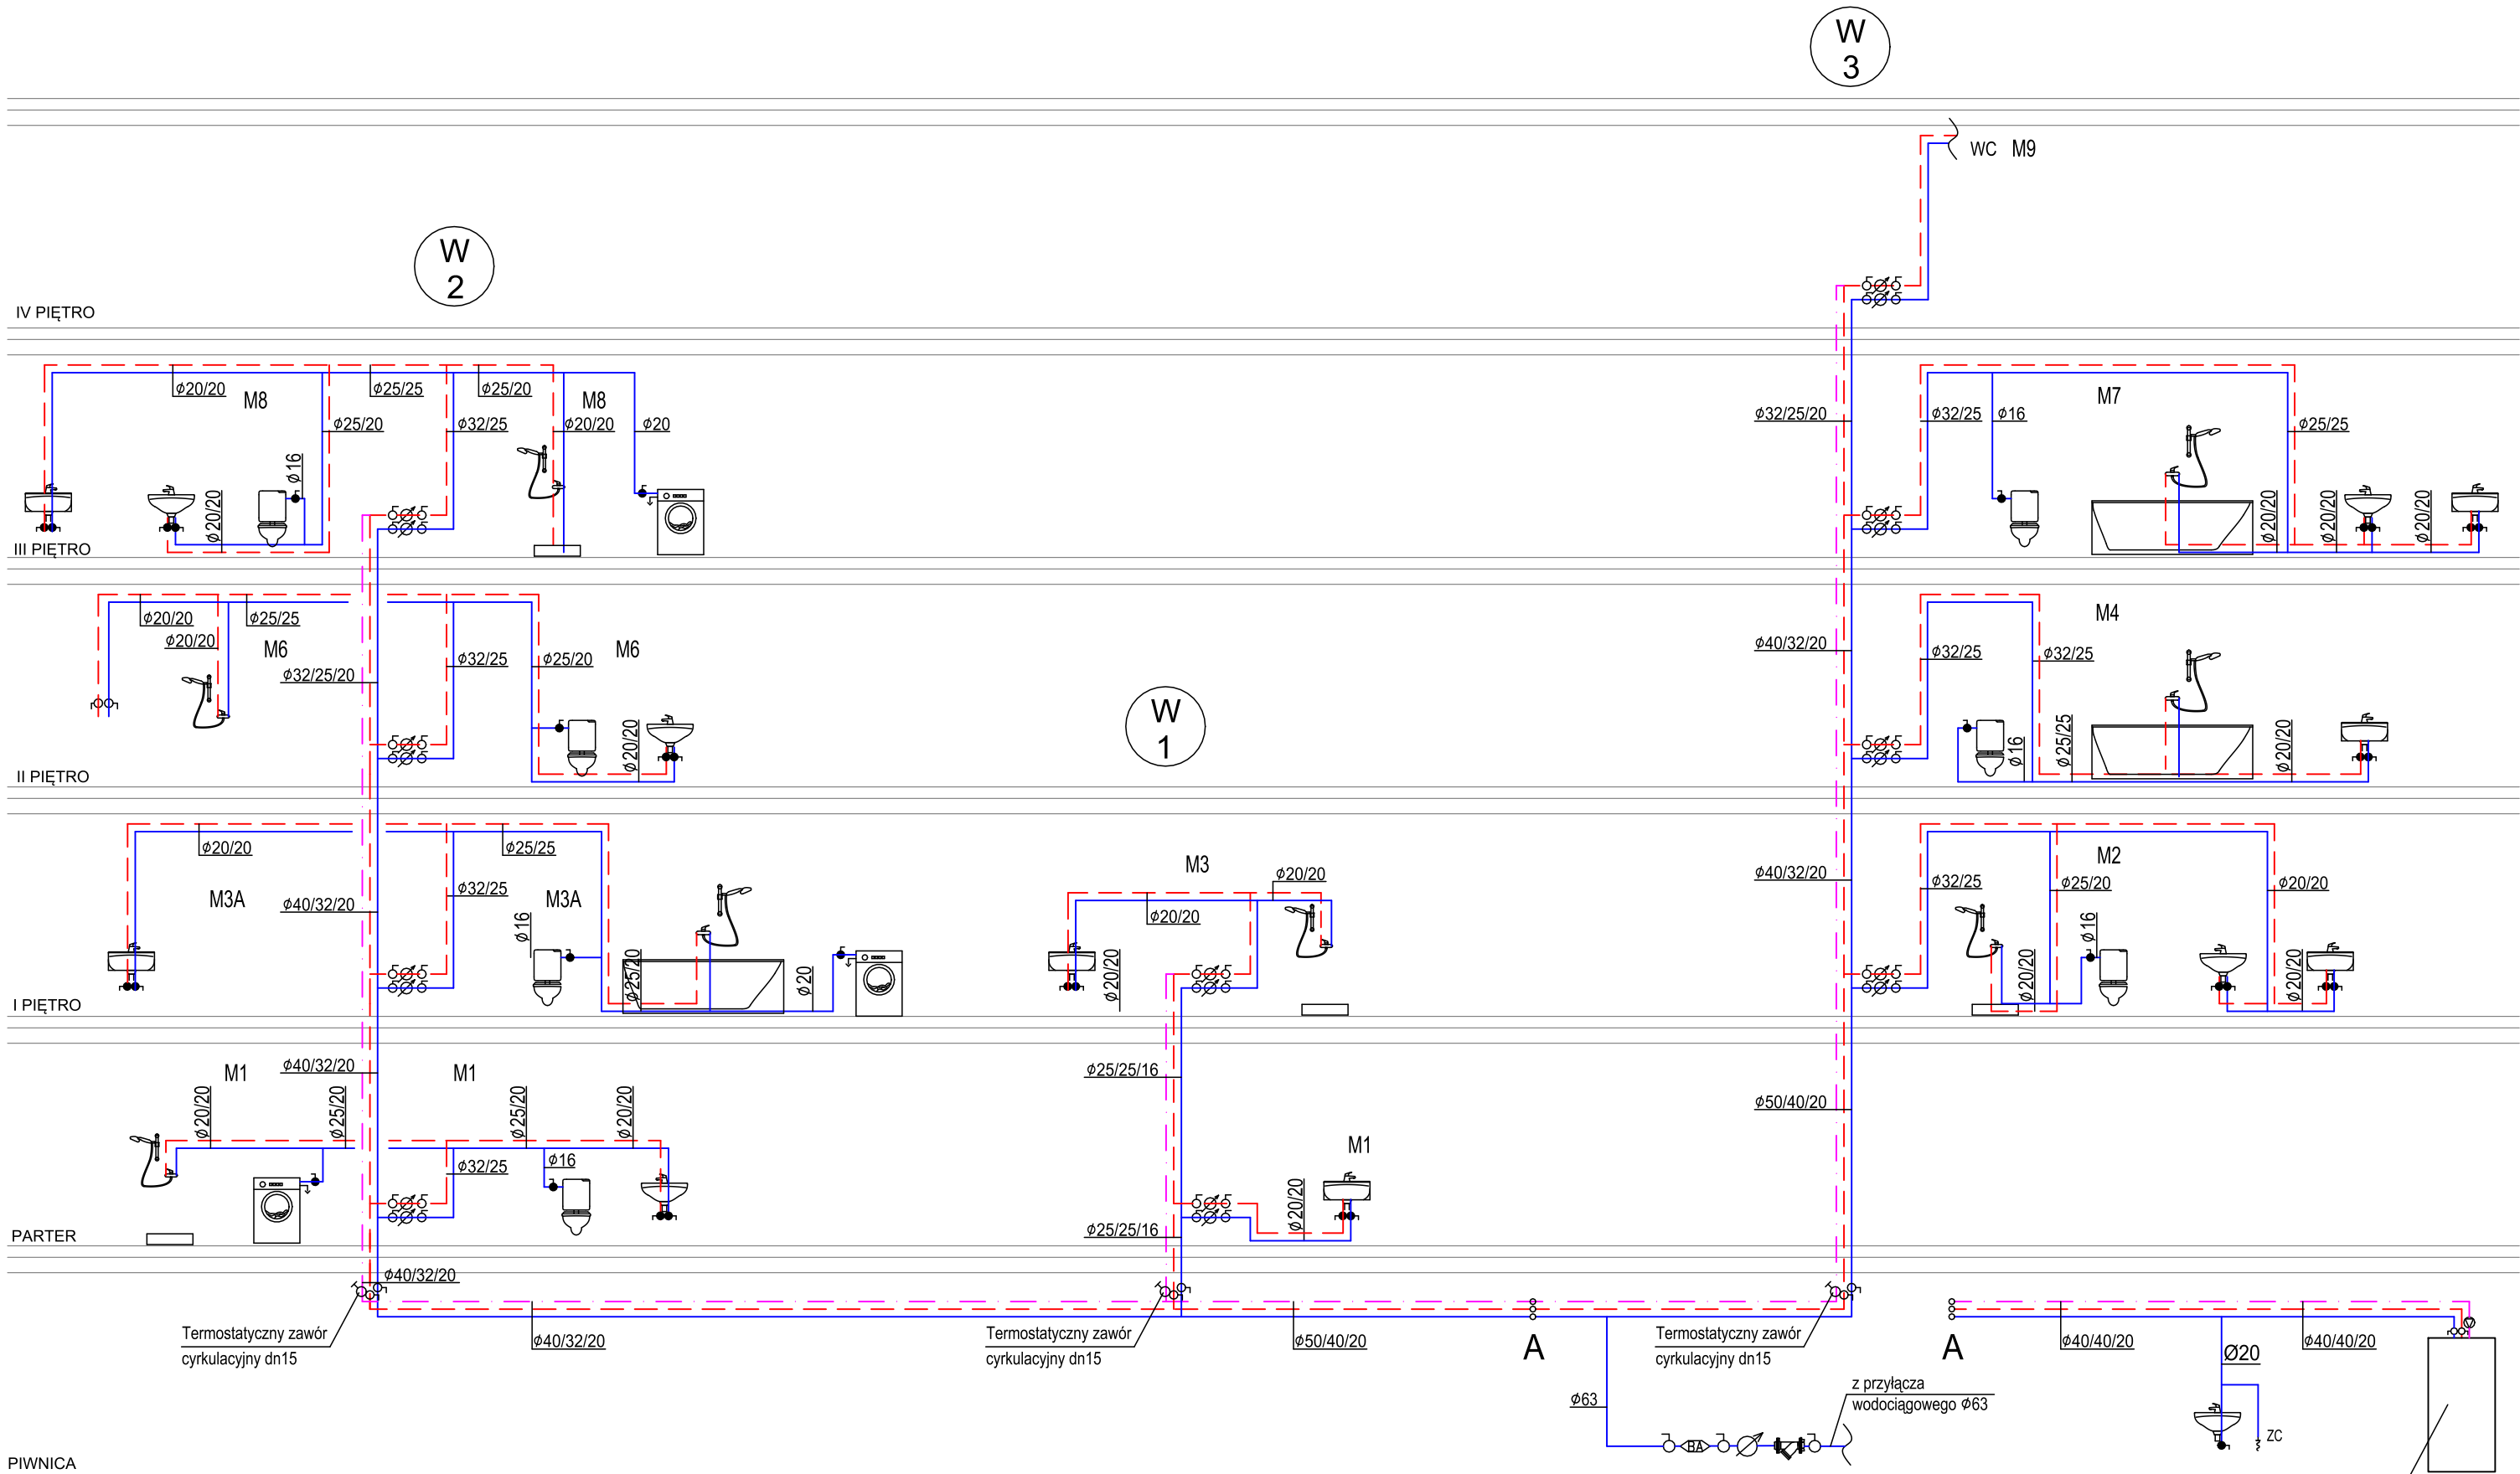 W
3
WC M9
W
2
IV PIĘTRO
ϕ20/20
ϕ25/25
ϕ25/20
M8
M8
M7
ϕ25/20
ϕ32/25
ϕ20/20
ϕ20
ϕ32/25/20
ϕ32/25
ϕ16
ϕ25/25
ϕ16
ϕ20/20
ϕ20/20
ϕ20/20
ϕ20/20
III PIĘTRO
ϕ20/20
ϕ25/25
ϕ20/20
M6
M6
M4
ϕ32/25/20
ϕ32/25
ϕ25/20
ϕ40/32/20
ϕ32/25
ϕ32/25
ϕ20/20
W
1
ϕ16
ϕ25/25
ϕ20/20
II PIĘTRO
ϕ20/20
ϕ25/25
M3
M2
M3A
ϕ40/32/20
ϕ32/25
M3A
ϕ20/20
ϕ20/20
ϕ40/32/20
ϕ32/25
ϕ25/20
ϕ20/20
ϕ16
ϕ25/20
ϕ20
ϕ20/20
ϕ20/20
ϕ16
ϕ20/20
I PIĘTRO
M1
ϕ40/32/20
M1
ϕ25/25/16
ϕ50/40/20
ϕ20/20
ϕ25/20
ϕ25/20
ϕ20/20
ϕ32/25
ϕ16
M1
ϕ20/20
ϕ25/25/16
PARTER
ϕ40/32/20
Termostatyczny zawór
cyrkulacyjny dn15
ϕ40/32/20
Termostatyczny zawór
cyrkulacyjny dn15
ϕ50/40/20
A
Termostatyczny zawór
cyrkulacyjny dn15
A
ϕ40/40/20
Ø20
ϕ40/40/20
ϕ63
z przyłącza
wodociągowego ϕ63
BA
ZC
PIWNICA